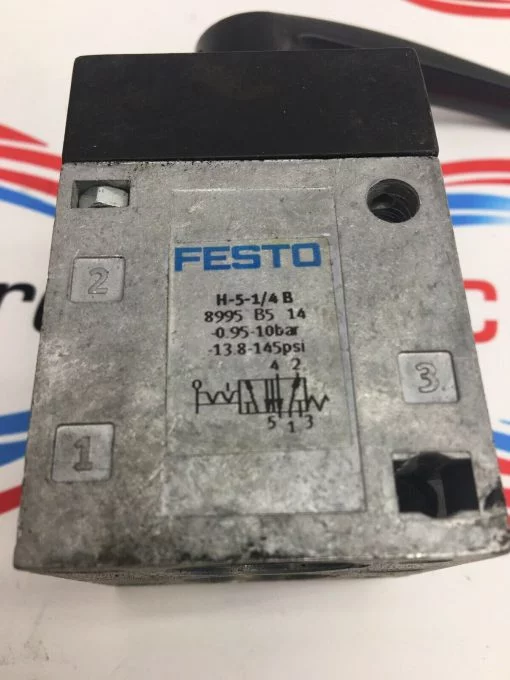 FESTO
H-5-1/4 B
8995 B5 14
-0.95-10bar
-13.8-145psi
4 2
5 1 3
2
3
1